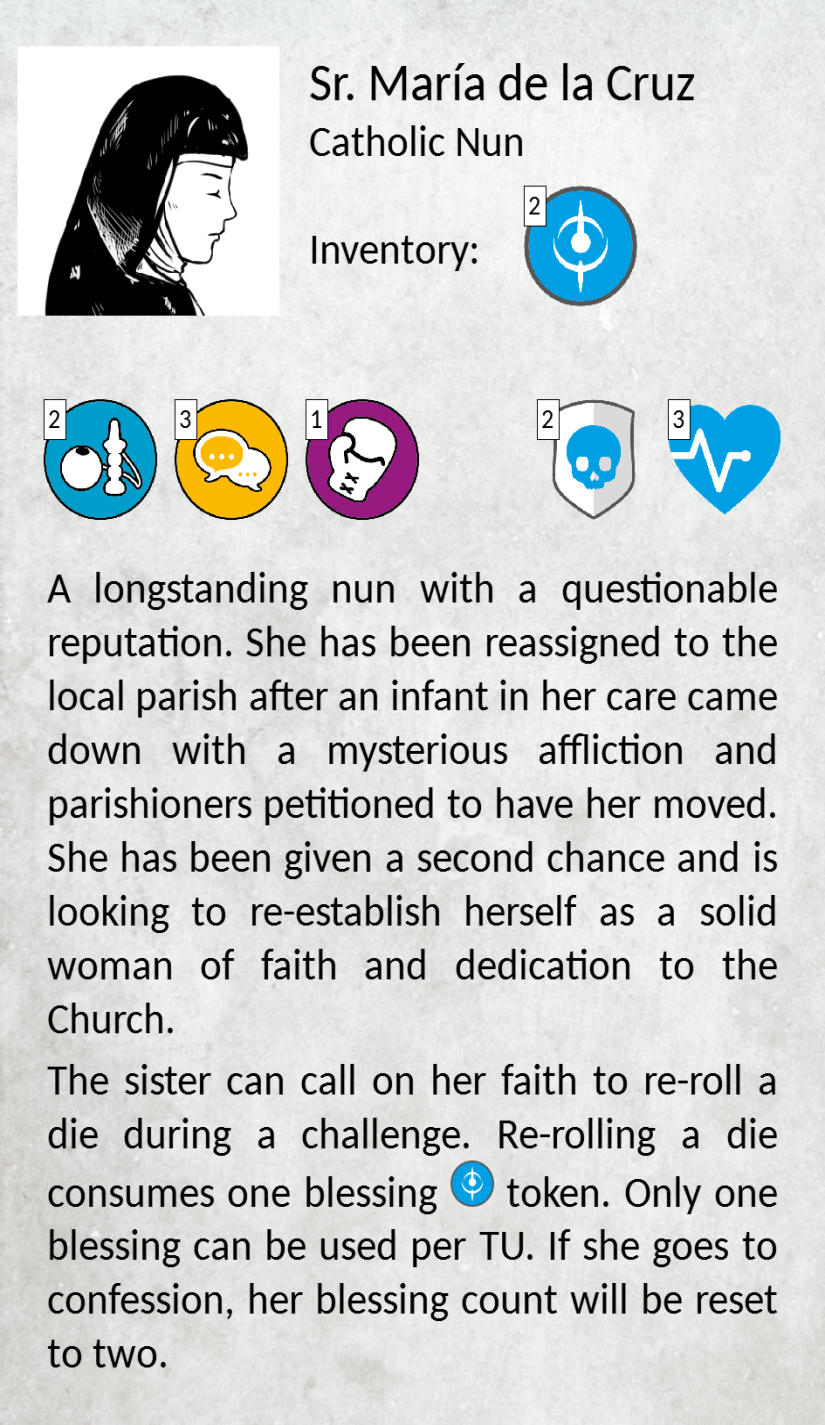 Sr. María de la Cruz
Catholic Nun
2
Inventory:
2 3 1 2 3
A longstanding nun with a questionable
reputation. She has been reassigned to the
local parish after an infant in her care came
down with a mysterious affliction and
parishioners petitioned to have her moved.
She has been given a second chance and is
looking to re-establish herself as a solid
woman of faith and dedication to the
Church.
The sister can call on her faith to re-roll a
die during a challenge. Re-rolling a die
consumes one blessing token. Only one
blessing can be used per TU. If she goes to
confession, her blessing count will be reset
to two.